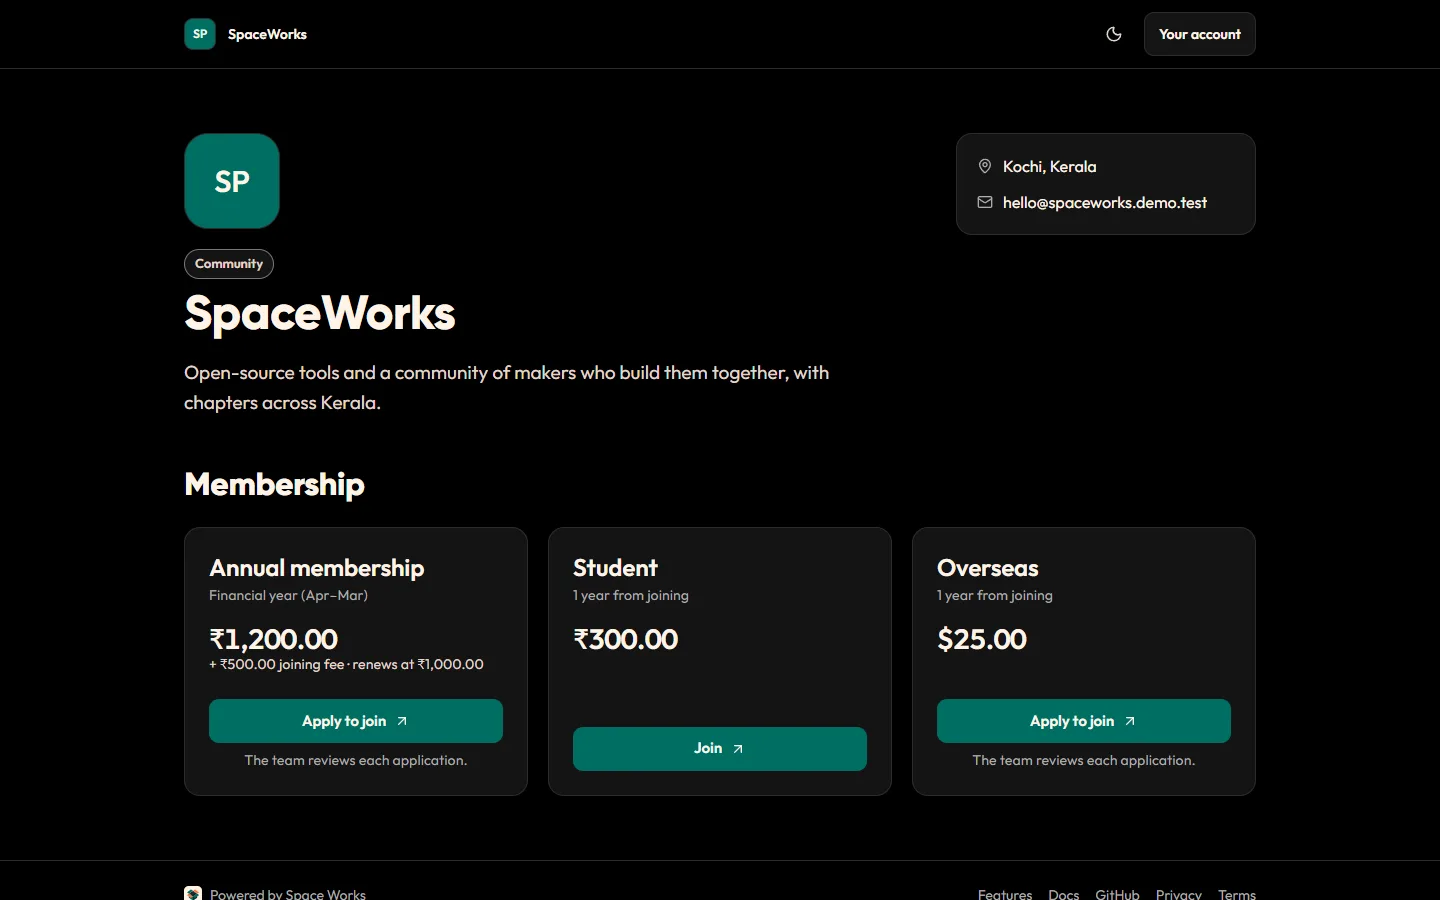 SP SpaceWorks
Your account
SP
Kochi, Kerala
hello@spaceworks.demo.test
Community
SpaceWorks
Open-source tools and a community of makers who build them together, with
chapters across Kerala.
Membership
Annual membership
Financial year (Apr–Mar)
₹1,200.00
+ ₹500.00 joining fee · renews at ₹1,000.00
Apply to join
The team reviews each application.
Student
1 year from joining
₹300.00
Join
Overseas
1 year from joining
$25.00
Apply to join
The team reviews each application.
Powered by Space Works
Features Docs GitHub Privacy Terms